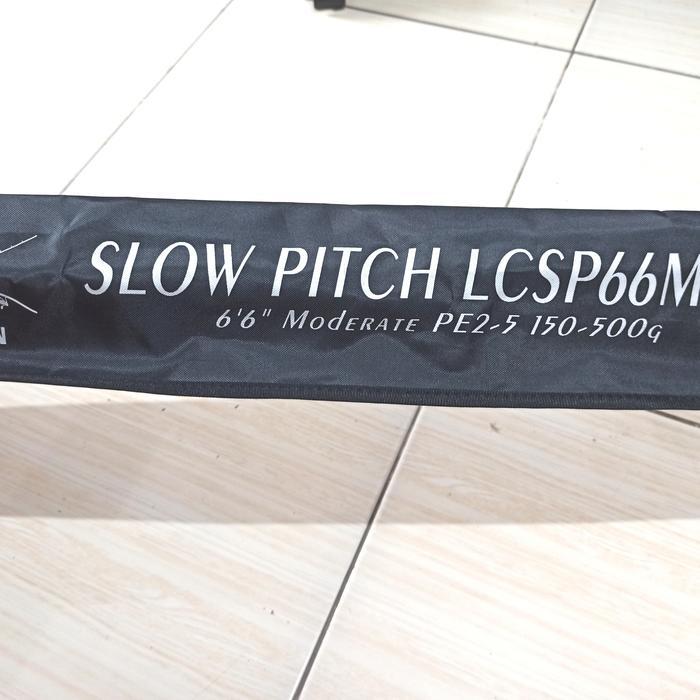 SLOW PITCH LCSP66M
6'6" Moderate PE2-5 150-500g
N